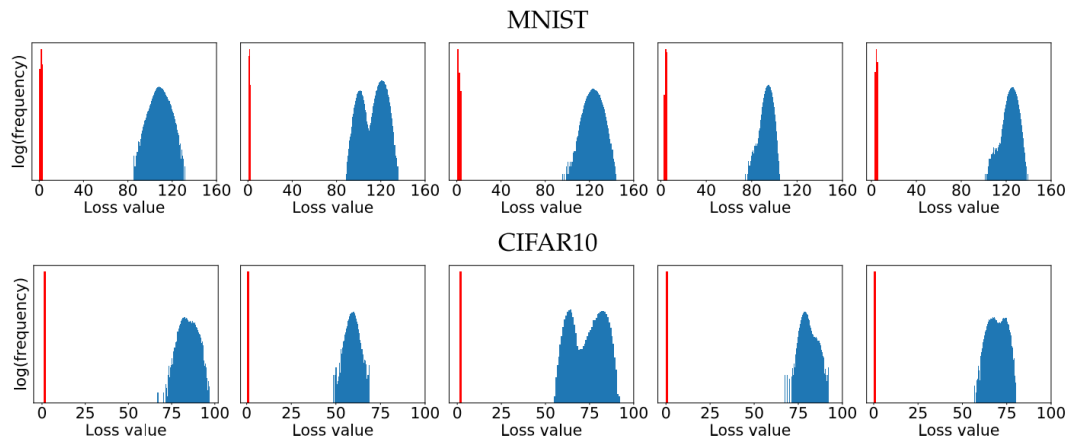 MNIST
log(frequency)
0 40 80 120 160 0 40 80 120 160 0 40 80 120 160 0 40 80 120 160 0 40 80 120 160
Loss value Loss value Loss value Loss value Loss value
CIFAR10
log(frequency)
0 25 50 75 100 0 25 50 75 100 0 25 50 75 100 0 25 50 75 100 0 25 50 75 100
Loss value Loss value Loss value Loss value Loss value